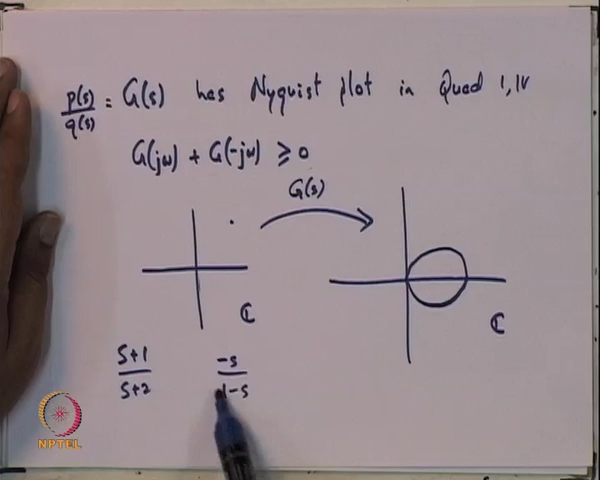 p(s)/q(s) = G(s) has Nyquist plot in Quad I, IV
G(jω) + G(-jω) ≥ 0
G(s)
ℂ ℂ
s+1/s+2 -s/1-s
NPTEL